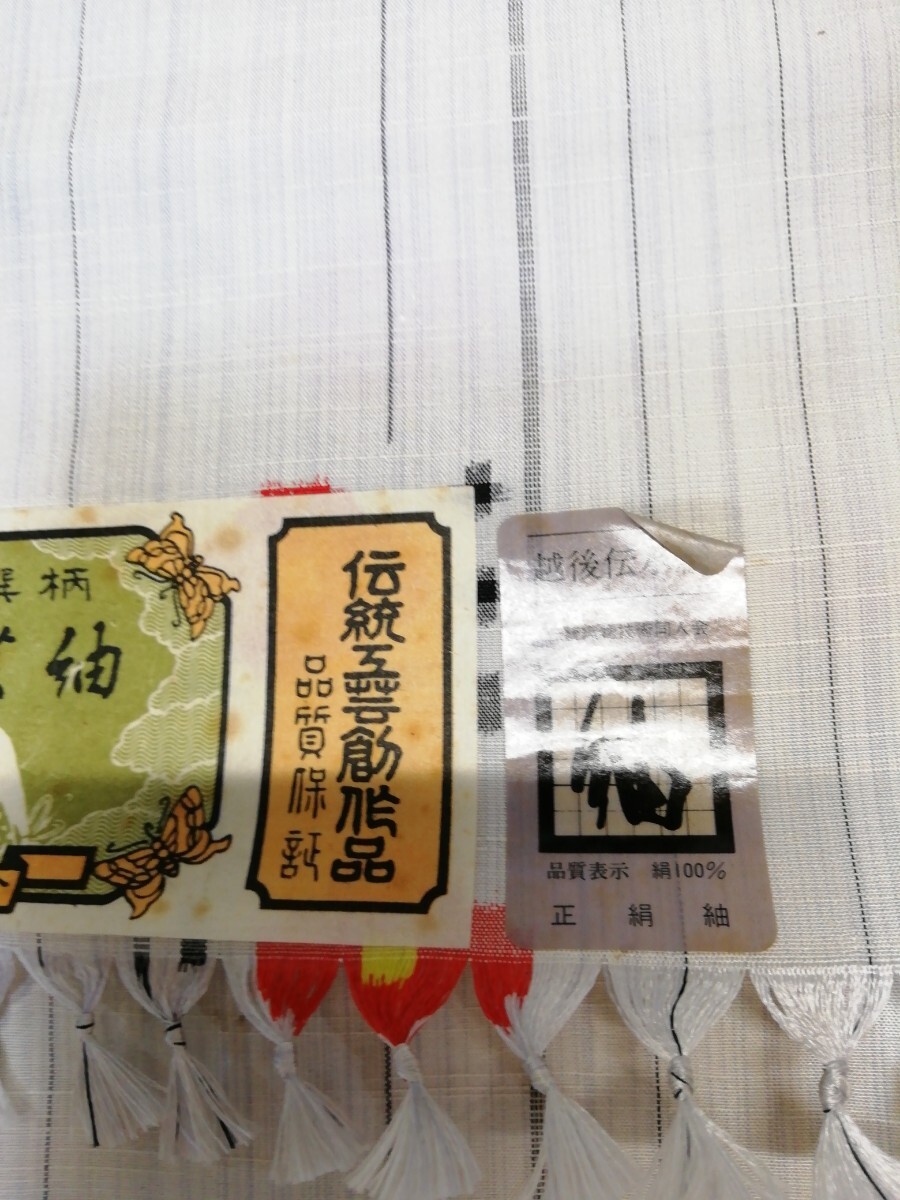 柄
紬
伝統工芸創作品
品質保証
越後伝
紬
品質表示 絹100%
正絹紬